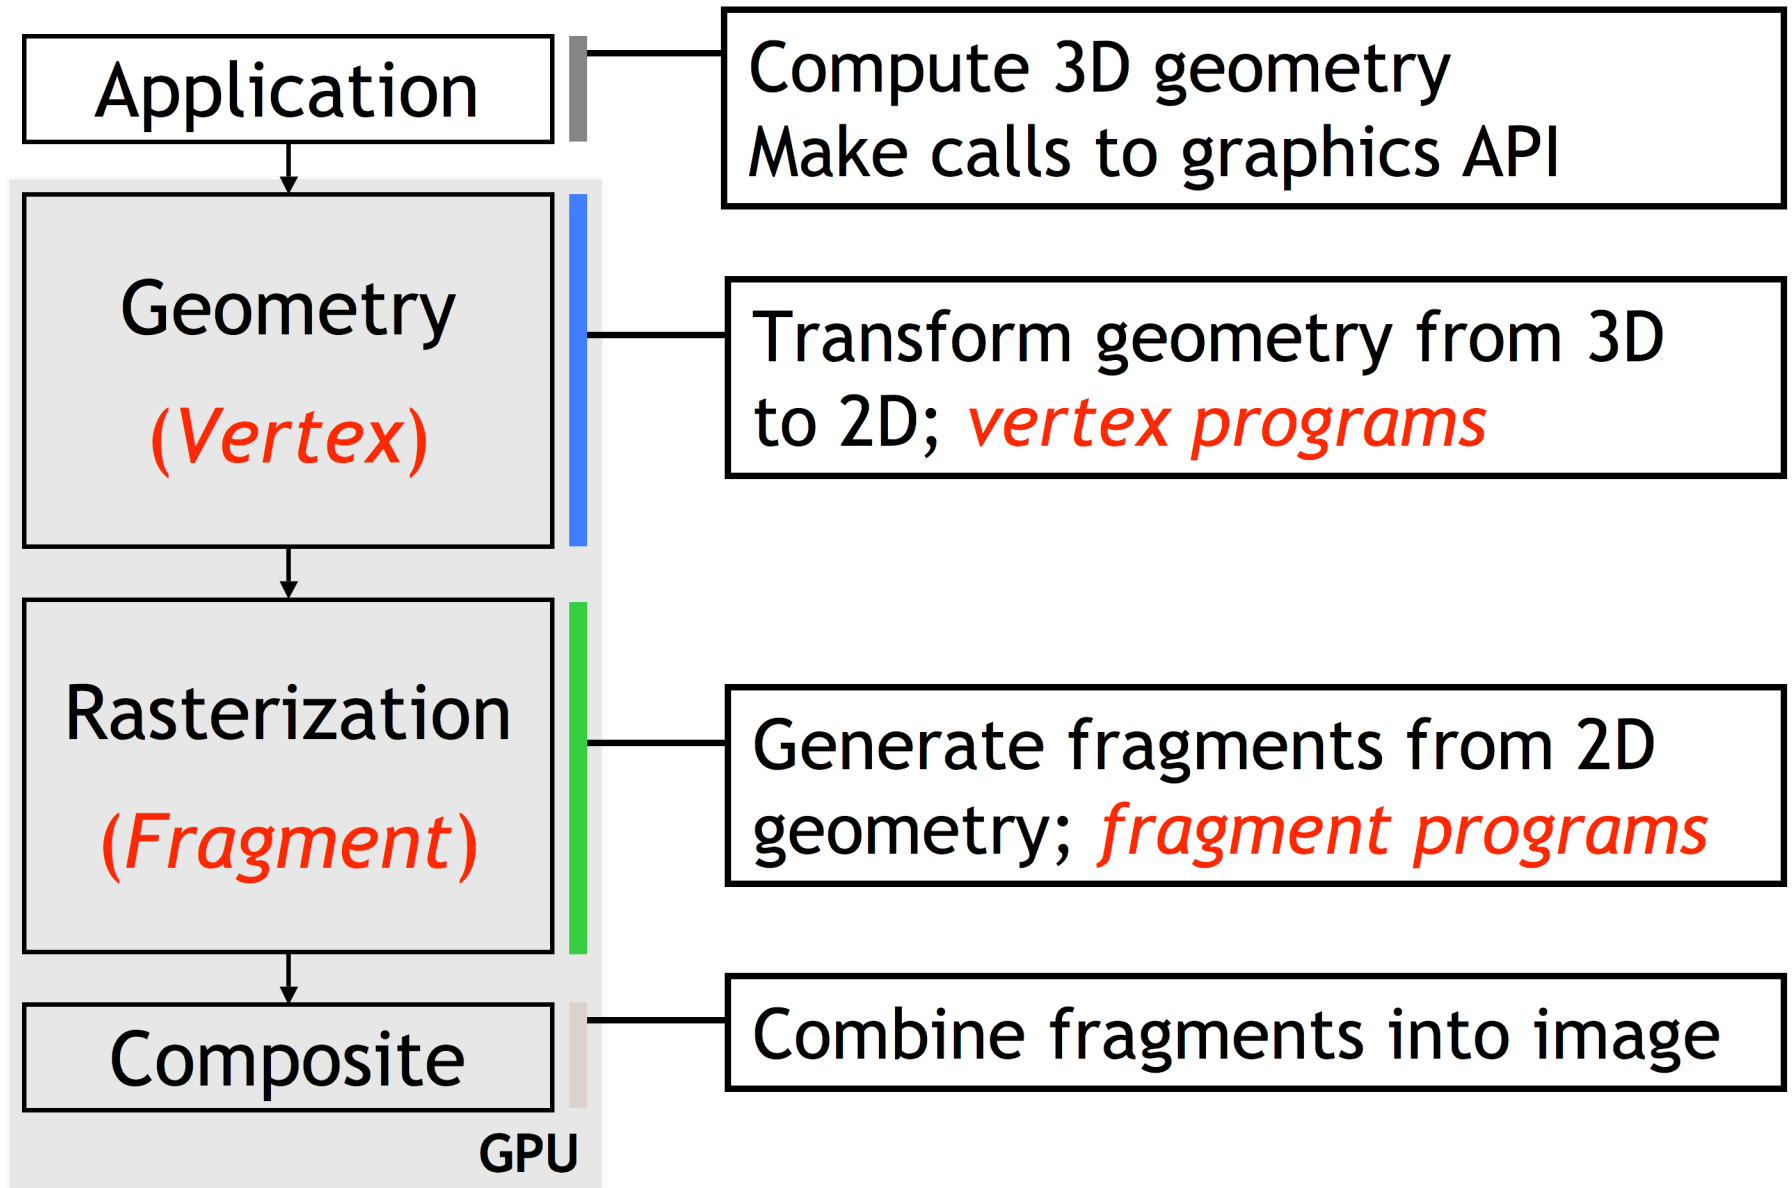 Application
Compute 3D geometry
Make calls to graphics API
Geometry
(Vertex)
Transform geometry from 3D
to 2D; vertex programs
Rasterization
(Fragment)
Generate fragments from 2D
geometry; fragment programs
Composite
Combine fragments into image
GPU